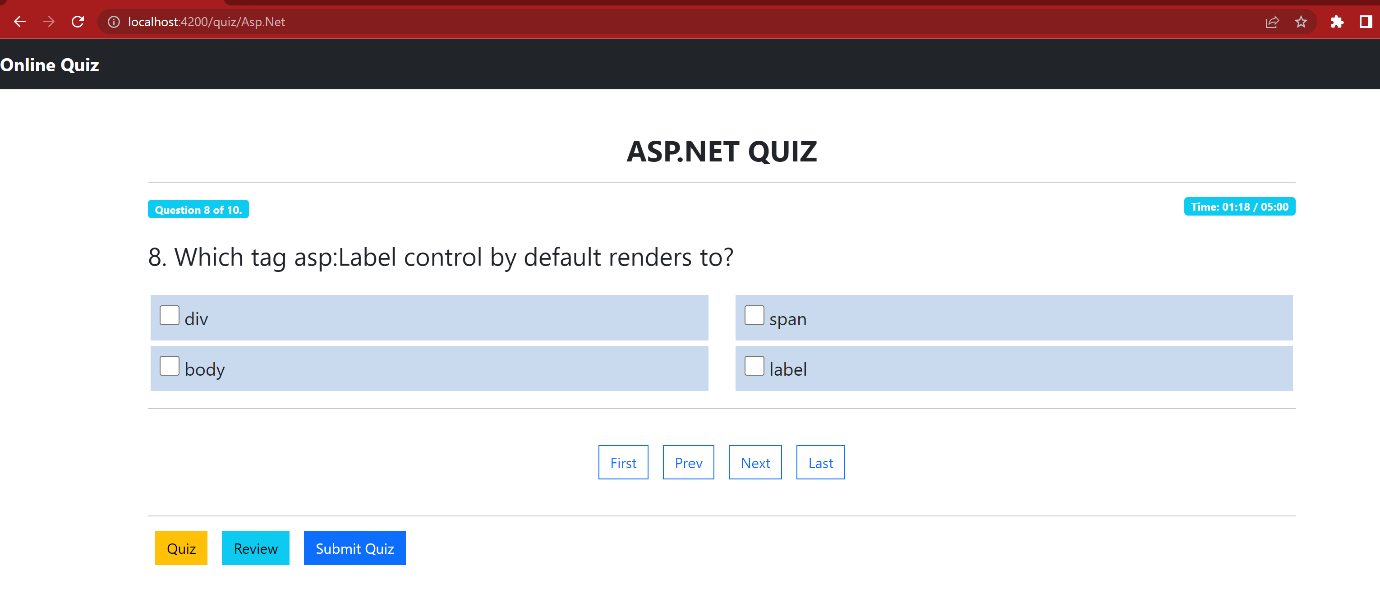 localhost:4200/quiz/Asp.Net
Online Quiz
ASP.NET QUIZ
Question 8 of 10.
Time: 01:18 / 05:00
8. Which tag asp:Label control by default renders to?
div
span
body
label
First Prev Next Last
Quiz Review Submit Quiz